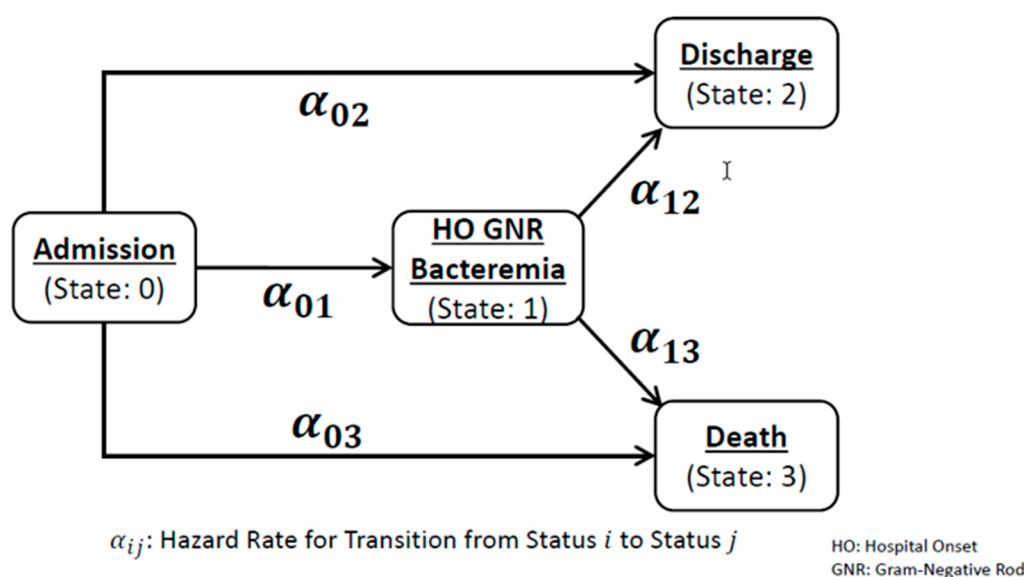 Discharge
(State: 2)
α02
α12
Admission
(State: 0)
α01
HO GNR
Bacteremia
(State: 1)
α13
α03
Death
(State: 3)
αij: Hazard Rate for Transition from Status i to Status j
HO: Hospital Onset
GNR: Gram-Negative Rod